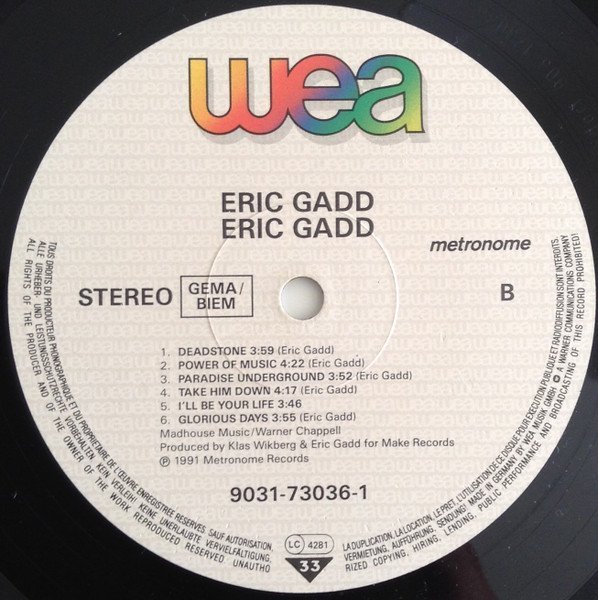 wea
ERIC GADD
ERIC GADD
metronome
STEREO
GEMA/
BIEM
B
1. DEADSTONE 3:59 (Eric Gadd)
2. POWER OF MUSIC 4:22 (Eric Gadd)
3. PARADISE UNDERGROUND 3:52 (Eric Gadd)
4. TAKE HIM DOWN 4:17 (Eric Gadd)
5. I'LL BE YOUR LIFE 3:46
6. GLORIOUS DAYS 3:55 (Eric Gadd)
Madhouse Music/Warner Chappell
Produced by Klas Wikberg & Eric Gadd for Make Records
℗ 1991 Metronome Records
9031-73036-1
LC 4281
33
TOUS DROITS DU PRODUCTEUR PHONOGRAPHIQUE ET DU PROPRIETAIRE DE L'ŒUVRE ENREGISTREE RESERVES. SAUF AUTORISATION,
LA DUPLICATION, LA LOCATION, LE PRET, L'UTILISATION DE CE DISQUE POUR EXECUTION PUBLIQUE ET RADIODIFFUSION SONT INTERDITS.
ALLE URHEBER- UND LEISTUNGSSCHUTZRECHTE VORBEHALTEN. KEIN VERLEIH! KEINE UNERLAUBTE VERVIELFÄLTIGUNG,
VERMIETUNG, AUFFÜHRUNG, SENDUNG! MADE IN GERMANY BY WEA MUSIK GMBH A WARNER COMMUNICATIONS COMPANY
ALL RIGHTS OF THE PRODUCER AND OF THE OWNER OF THE WORK REPRODUCED RESERVED. UNAUTHO
RIZED COPYING, HIRING, LENDING, PUBLIC PERFORMANCE AND BROADCASTING OF THIS RECORD PROHIBITED!